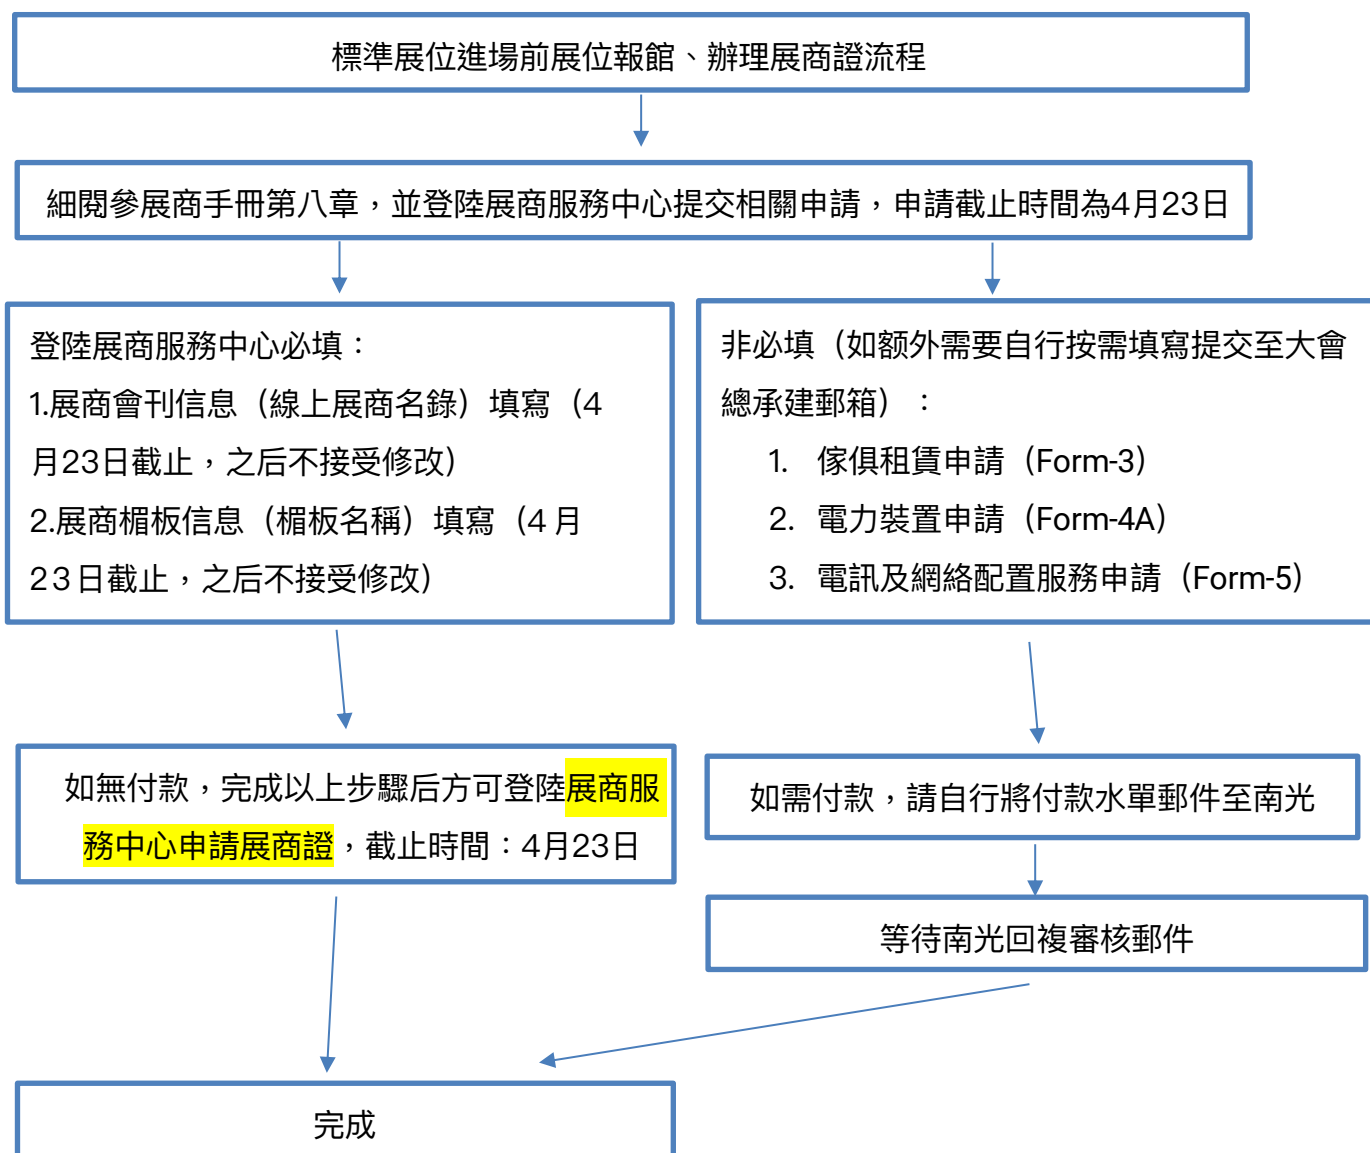 標準展位進場前展位報館、辦理展商證流程
細閱參展商手冊第八章，並登陸展商服務中心提交相關申請，申請截止時間為4月23日
登陸展商服務中心必填：
1.展商會刊信息（線上展商名錄）填寫（4
月23日截止，之后不接受修改）
2.展商楣板信息（楣板名稱）填寫（4 月
23日截止，之后不接受修改）
非必填（如额外需要自行按需填寫提交至大會
總承建郵箱）：
1. 傢俱租賃申請（Form-3）
2. 電力裝置申請（Form-4A）
3. 電訊及網絡配置服務申請（Form-5）
如無付款，完成以上步驟后方可登陸展商服
務中心申請展商證，截止時間：4月23日
如需付款，請自行將付款水單郵件至南光
等待南光回複審核郵件
完成